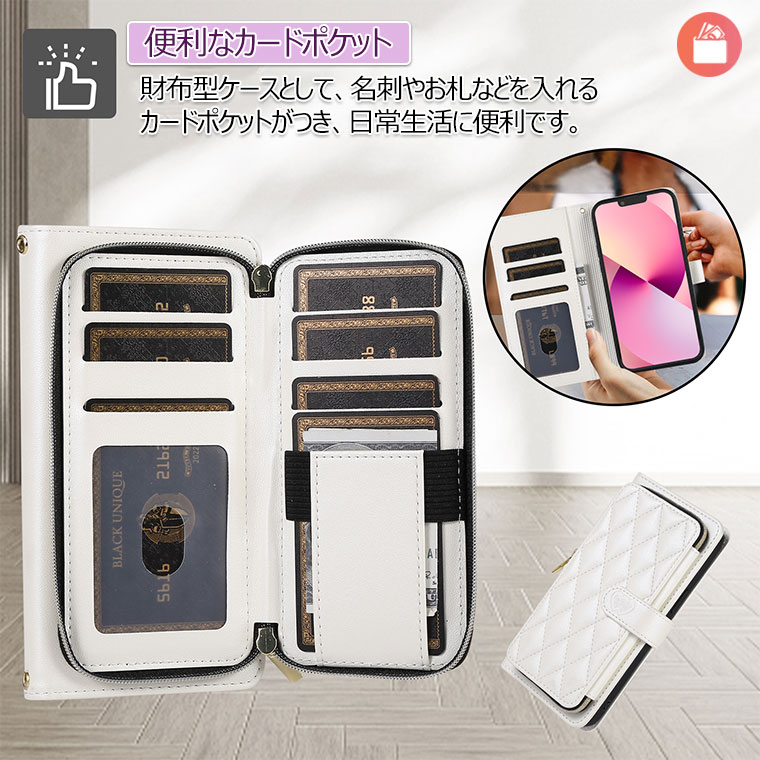 便利なカードポケット
財布型ケースとして、名刺やお札などを入れる
カードポケットがつき、日常生活に便利です。
BLACK UNIQUE